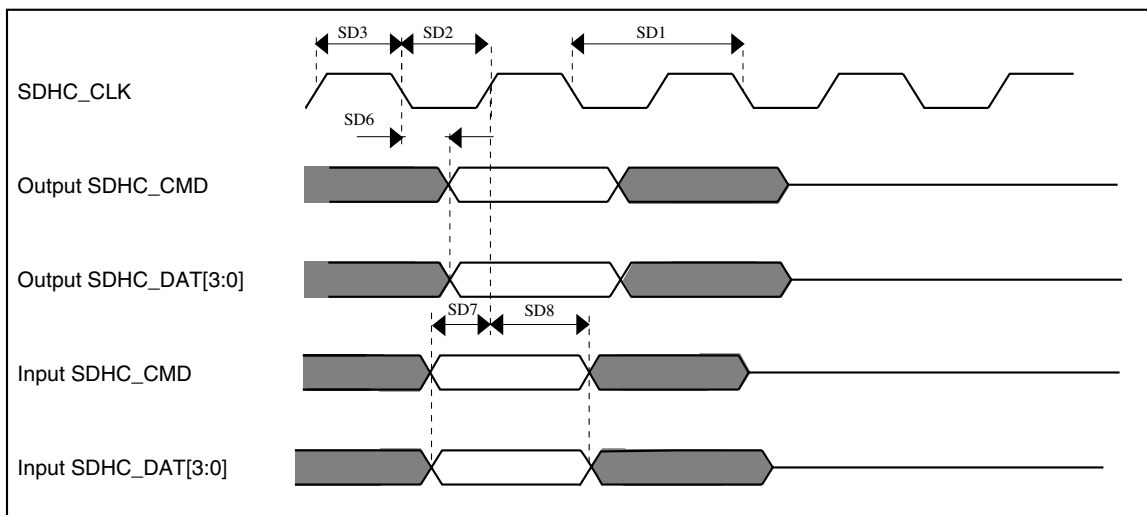 SD3 SD2 SD1
SDHC_CLK
SD6
Output SDHC_CMD
Output SDHC_DAT[3:0]
SD7 SD8
Input SDHC_CMD
Input SDHC_DAT[3:0]